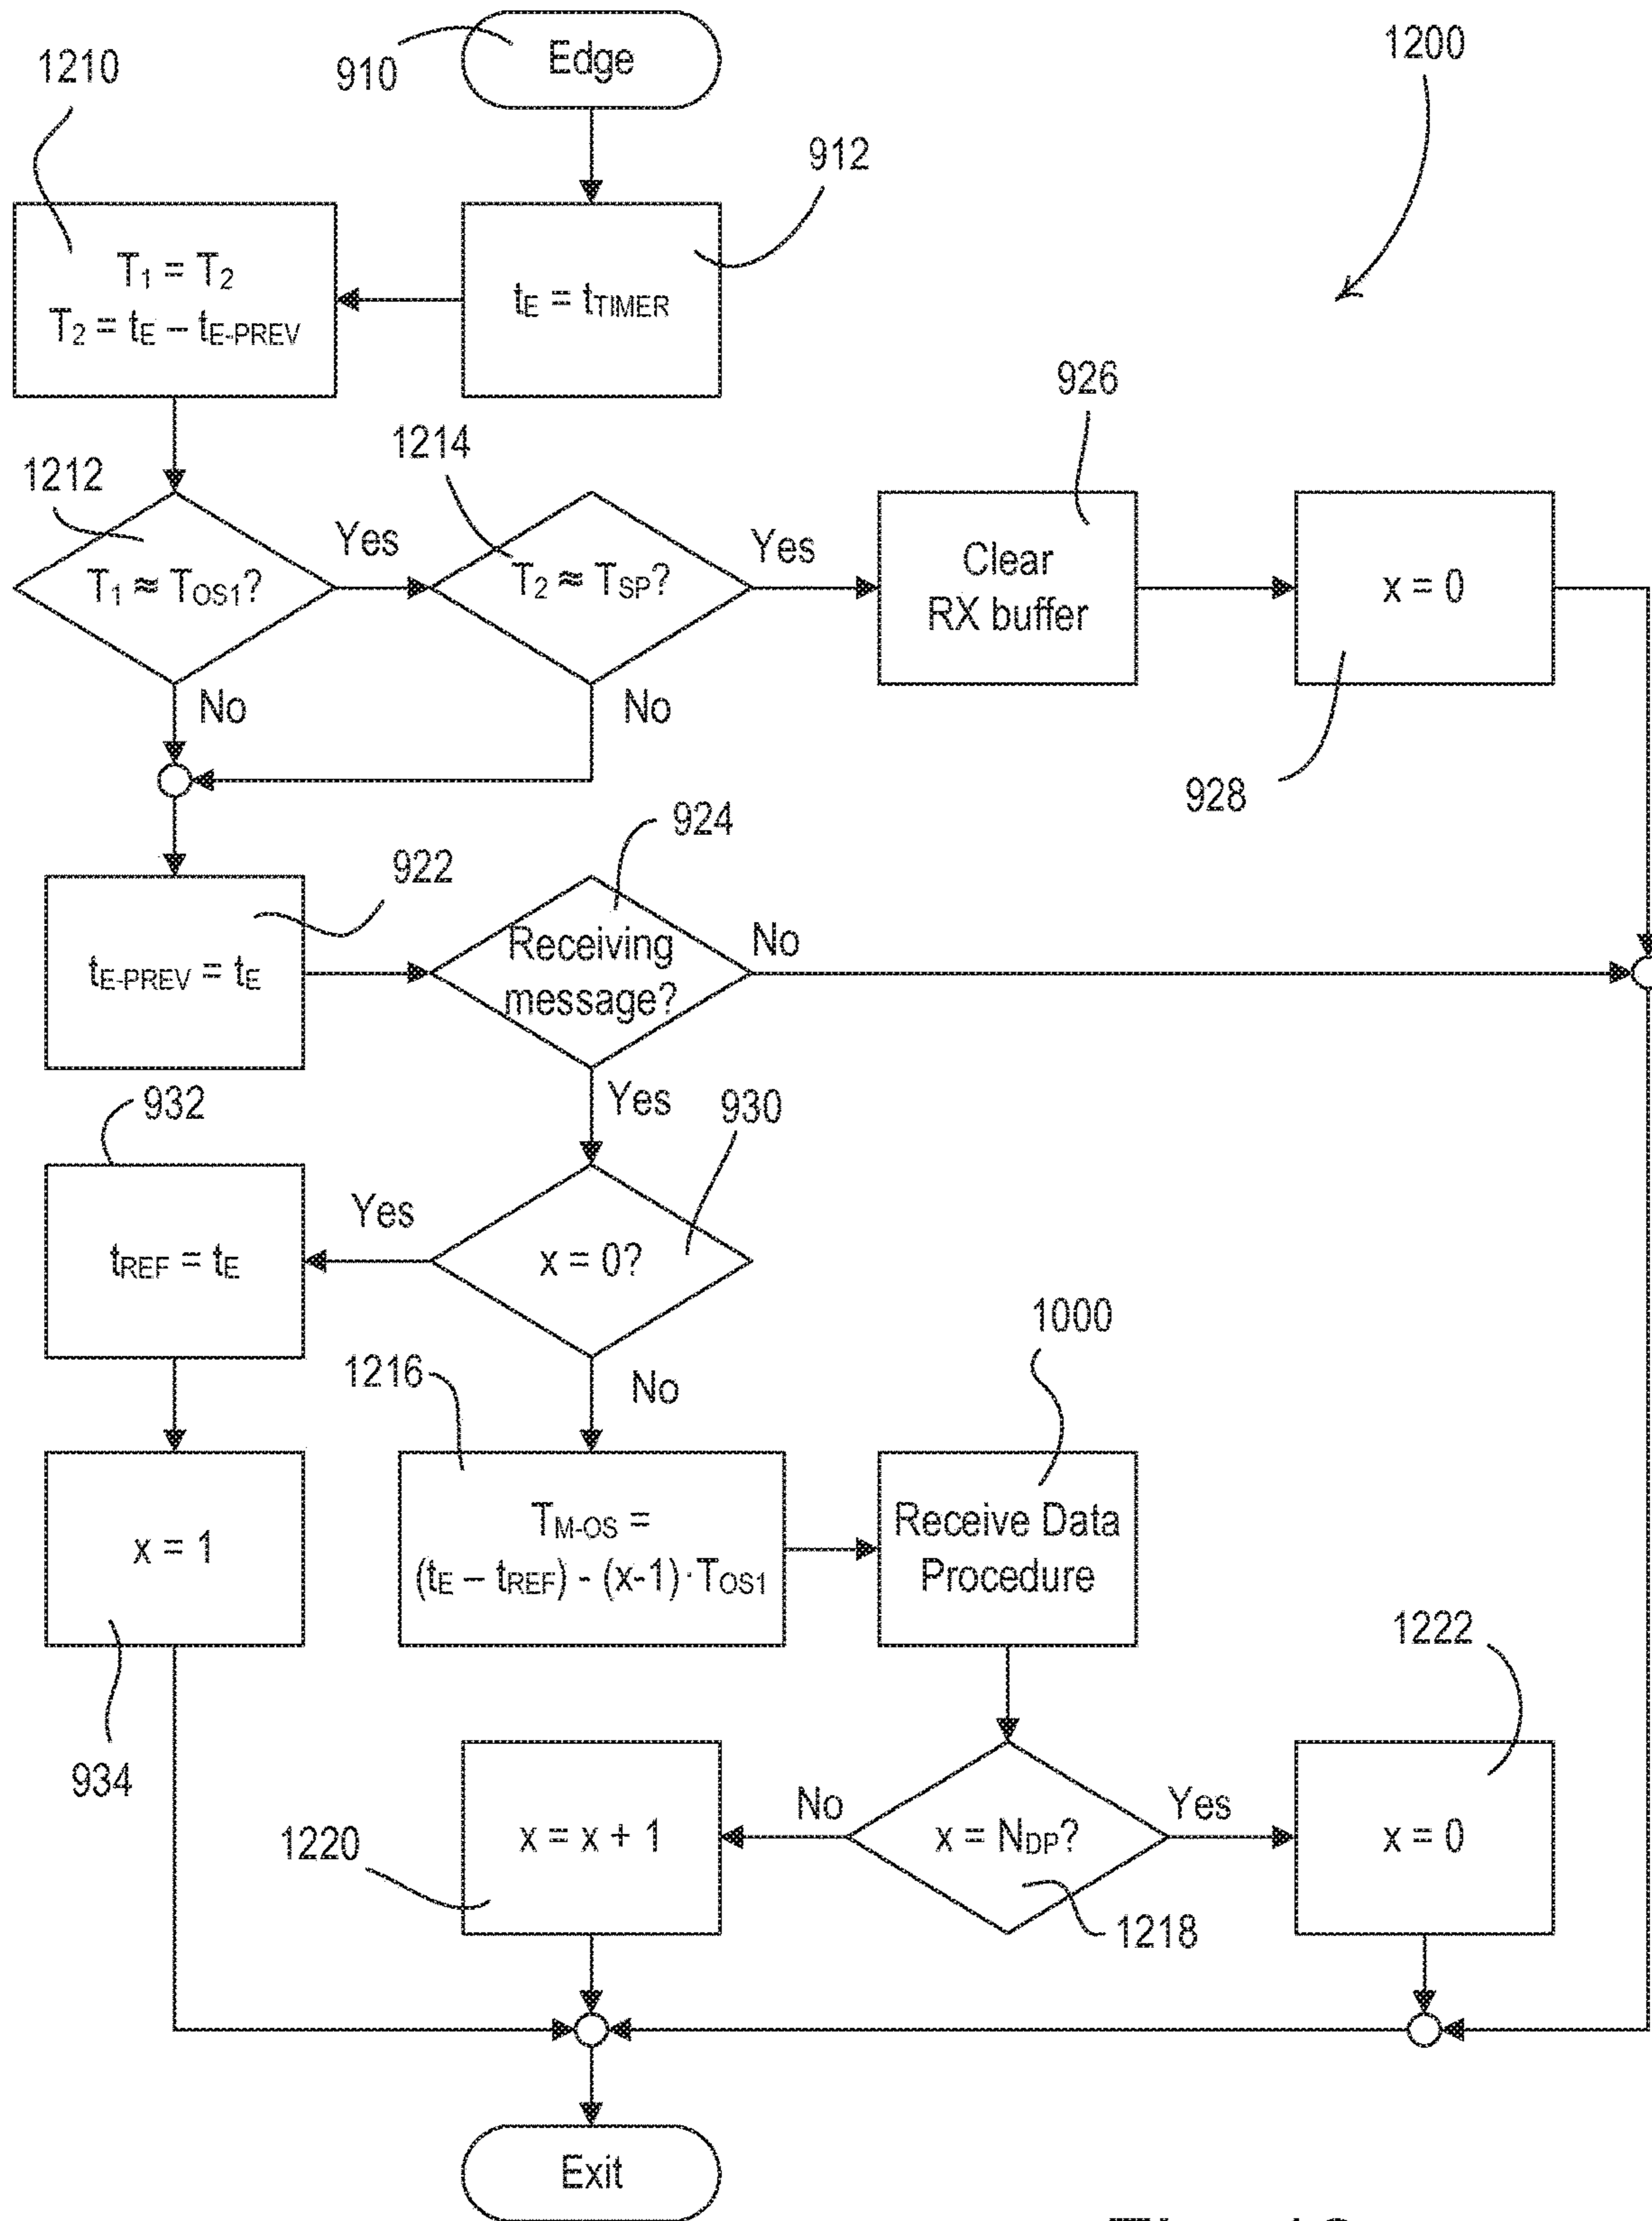 1210
910
Edge
1200
912
T1 = T2
T2 = tE – tE-PREV
tE = tTIMER
926
1214
1212
Yes
Yes
T1 ≈ TOS1?
T2 ≈ TSP?
Clear
RX buffer
x = 0
No
No
928
924
922
tE-PREV = tE
Receiving
message?
No
932
Yes
930
Yes
tREF = tE
x = 0?
1000
1216
No
x = 1
TM-OS =
(tE – tREF) - (x-1)·TOS1
Receive Data
Procedure
1222
934
No
Yes
1220
x = x + 1
x = NDP?
x = 0
1218
Exit